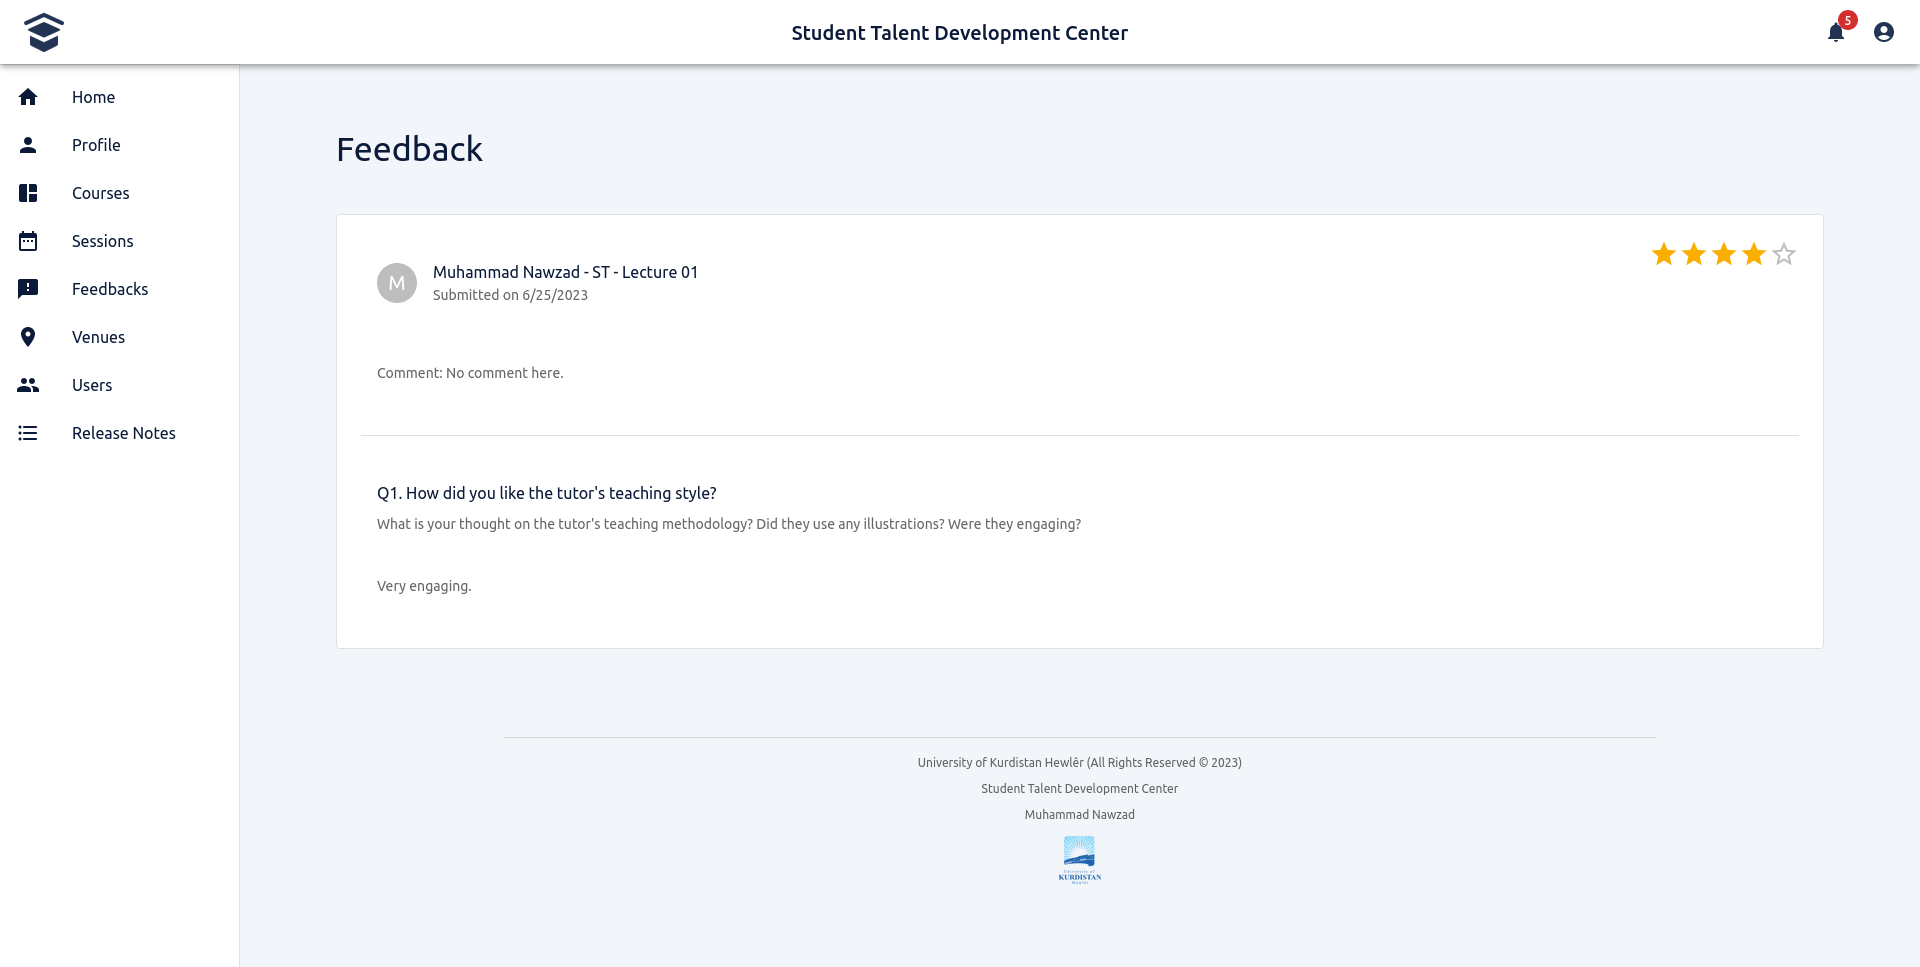 Student Talent Development Center
5
Home
Profile
Courses
Sessions
Feedbacks
Venues
Users
Release Notes
Feedback
M
Muhammad Nawzad - ST - Lecture 01
Submitted on 6/25/2023
Comment: No comment here.
Q1. How did you like the tutor's teaching style?
What is your thought on the tutor's teaching methodology? Did they use any illustrations? Were they engaging?
Very engaging.
University of Kurdistan Hewlêr (All Rights Reserved © 2023)
Student Talent Development Center
Muhammad Nawzad
University of
KURDISTAN
Hewlêr